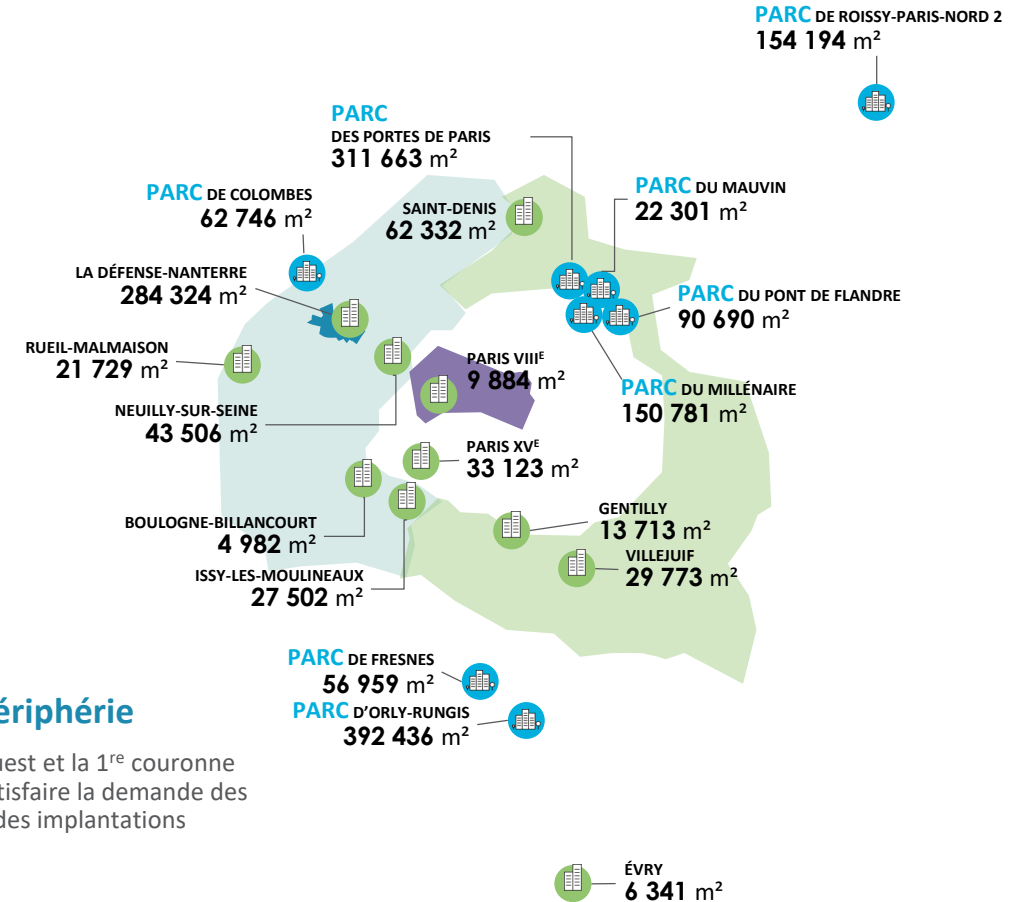 PARC DE ROISSY-PARIS-NORD 2
154 194 m²
PARC
DES PORTES DE PARIS
311 663 m²
PARC DE COLOMBES
62 746 m²
SAINT-DENIS
62 332 m²
PARC DU MAUVIN
22 301 m²
LA DÉFENSE-NANTERRE
284 324 m²
PARC DU PONT DE FLANDRE
90 690 m²
RUEIL-MALMAISON
21 729 m²
PARIS VIIIᴱ
9 884 m²
PARC DU MILLÉNAIRE
150 781 m²
NEUILLY-SUR-SEINE
43 506 m²
PARIS XVᴱ
33 123 m²
BOULOGNE-BILLANCOURT
4 982 m²
GENTILLY
13 713 m²
VILLEJUIF
29 773 m²
ISSY-LES-MOULINEAUX
27 502 m²
PARC DE FRESNES
56 959 m²
PARC D'ORLY-RUNGIS
392 436 m²
ériphérie
uest et la 1ʳᵉ couronne
tisfaire la demande des
des implantations
ÉVRY
6 341 m²